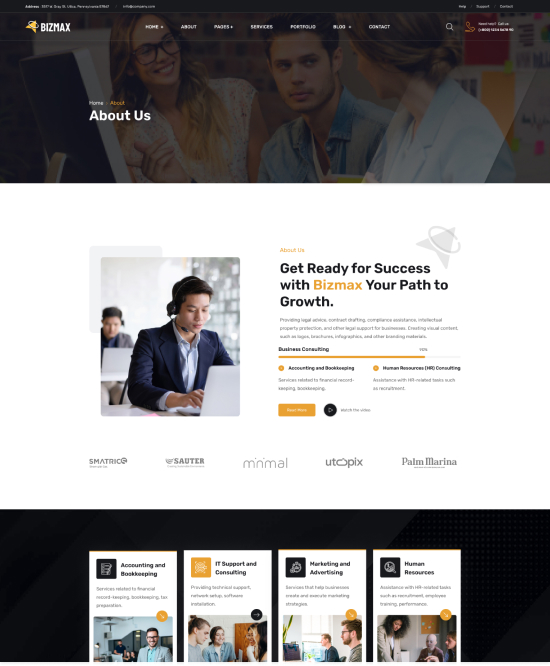 Address 5617 W. Gray St. Utica, Pennsylvania 57867
info@company.com
Help / Support / Contact
BIZMAX
HOME +
ABOUT
PAGES +
SERVICES
PORTFOLIO
BLOG +
CONTACT
Need help? Call us:
(+800) 1234 5678 90
Home - About
About Us
About Us
Get Ready for Success
with Bizmax Your Path to
Growth.
Providing legal advice, contract drafting, compliance assistance, intellectual
property protection, and other legal support for businesses. Creating visual content
such as logos, brochures, infographics, and other branding materials.
Business Consulting
Accounting and Bookkeeping
Human Resources (HR) Consulting
Services related to financial record-
keeping, bookkeeping.
Assistance with HR-related tasks such
as recruitment
Read More
Watch the video
SMATRIC
SAUTER
minimal
utopix
Palm Marina
Accounting and
Bookkeeping
Services related to financial
record-keeping, bookkeeping, tax
preparation.
IT Support and
Consulting
Providing technical support,
network setup, software
installation.
Marketing and
Advertising
Services that help businesses
create and execute marketing
strategies.
Human
Resources
Assistance with HR-related tasks
such as recruitment, employee
training, performance.